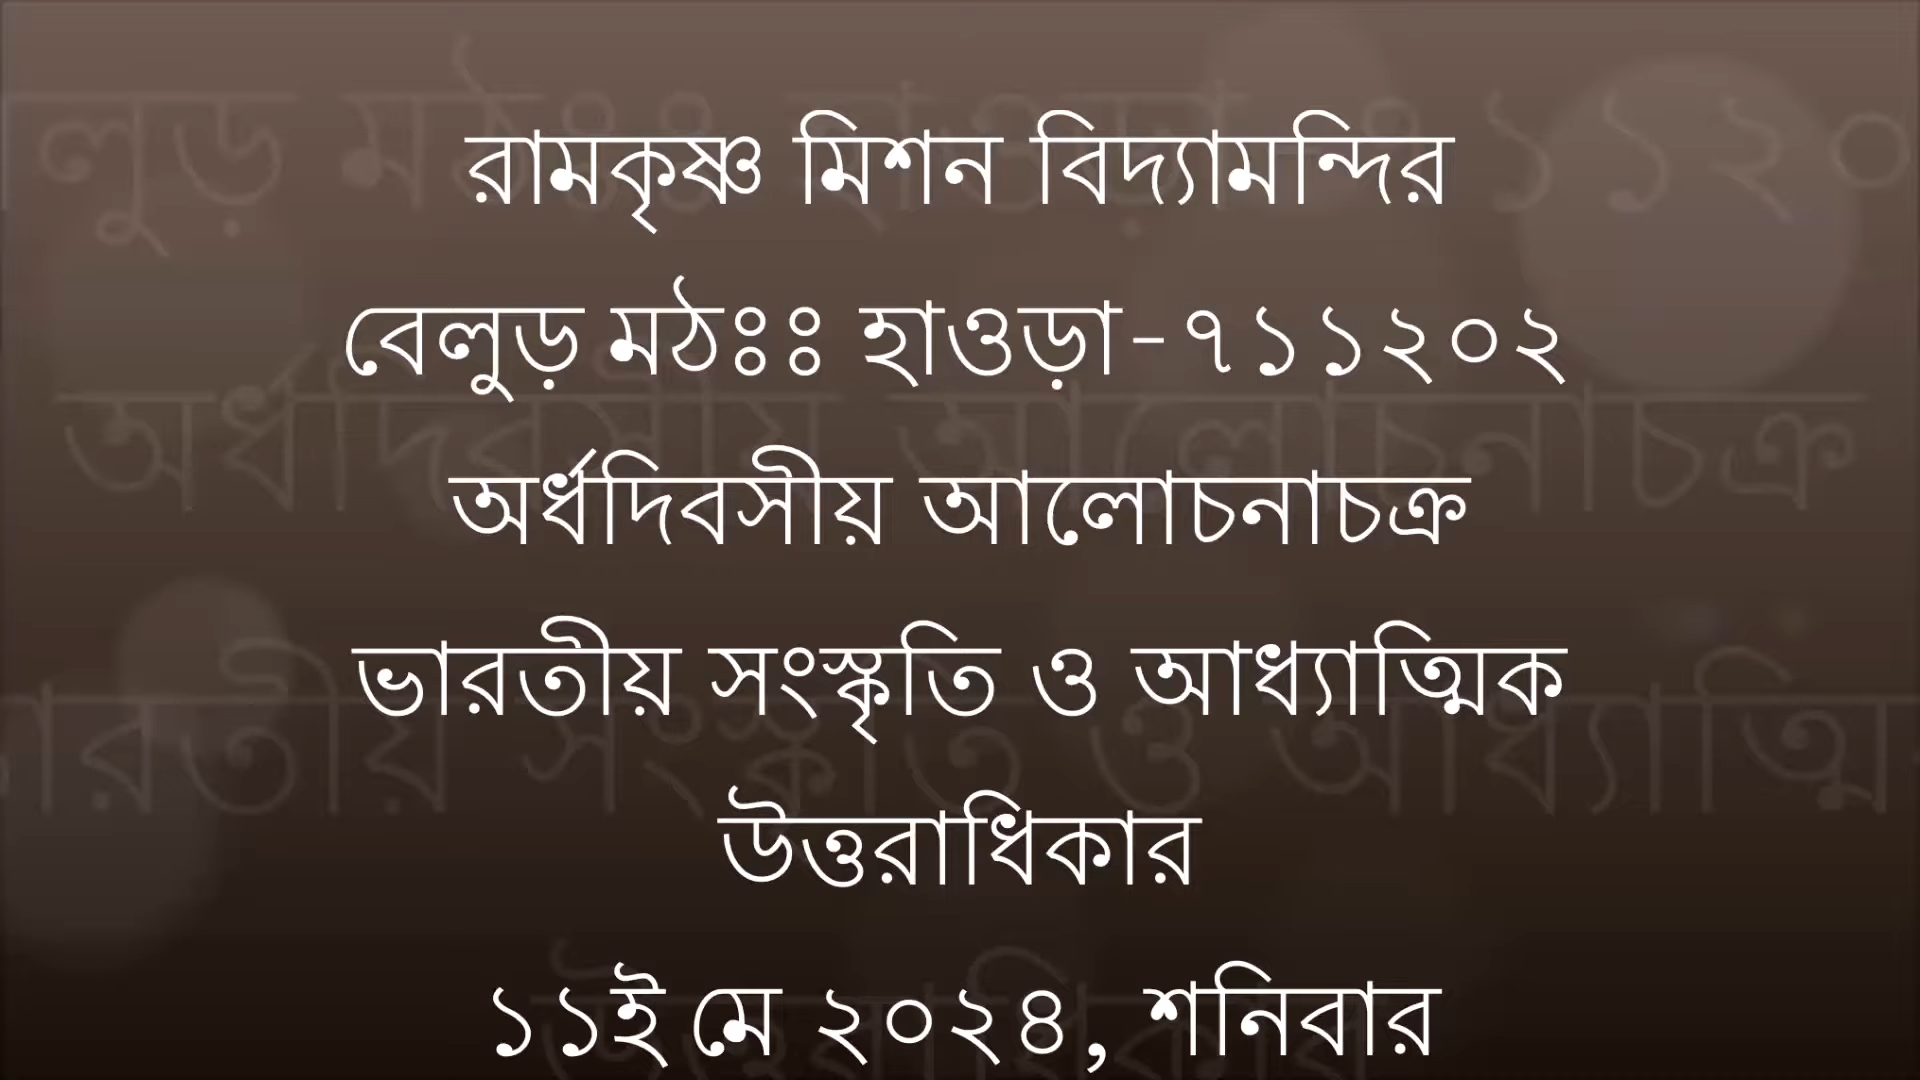 রামকৃষ্ণ মিশন বিদ্যামন্দির
বেলুড় মঠঃঃ হাওড়া-৭১১২০২
অর্ধদিবসীয় আলোচনাচক্র
ভারতীয় সংস্কৃতি ও আধ্যাত্মিক
উত্তরাধিকার
১১ই মে ২০২৪, শনিবার